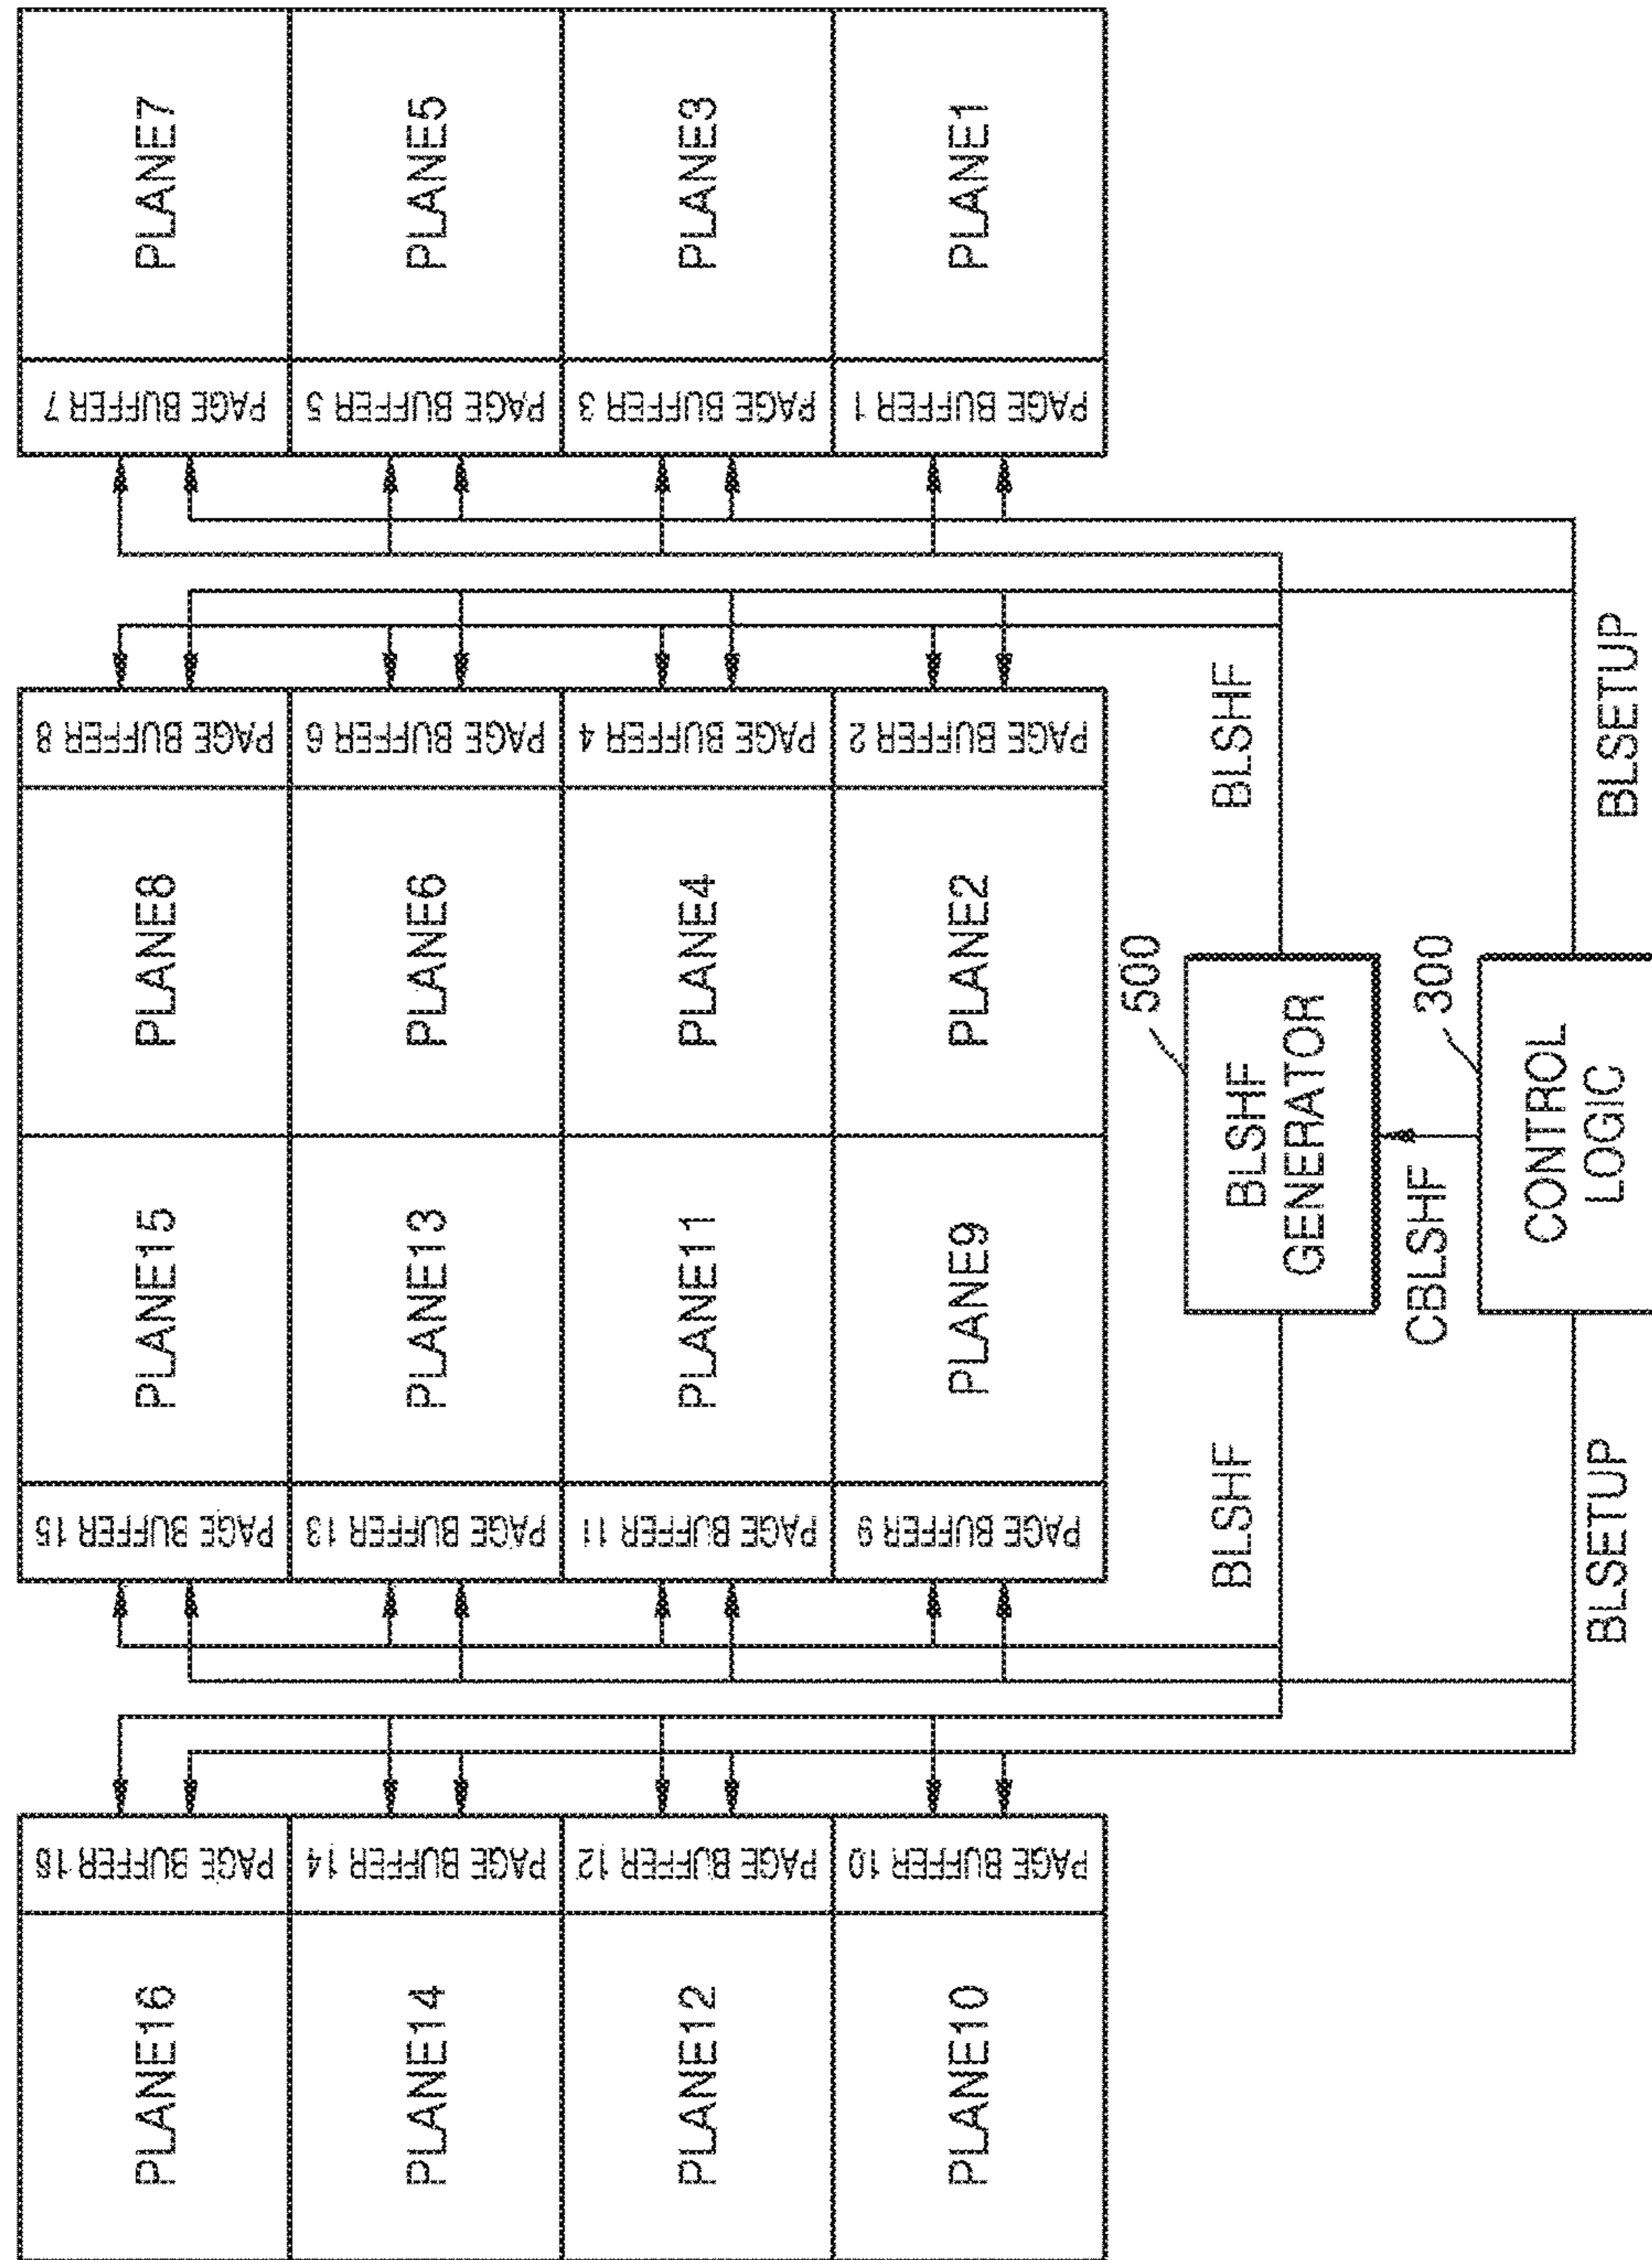 PLANE16
PAGE BUFFER 16
PAGE BUFFER 15
PLANE15
PLANE8
PAGE BUFFER 8
PAGE BUFFER 7
PLANE7
PLANE14
PAGE BUFFER 14
PAGE BUFFER 13
PLANE13
PLANE6
PAGE BUFFER 6
PAGE BUFFER 5
PLANE5
PLANE12
PAGE BUFFER 12
PAGE BUFFER 11
PLANE11
PLANE4
PAGE BUFFER 4
PAGE BUFFER 3
PLANE3
PLANE10
PAGE BUFFER 10
PAGE BUFFER 9
PLANE9
PLANE2
PAGE BUFFER 2
PAGE BUFFER 1
PLANE1
500
BLSHF
BLSHF
GENERATOR
BLSHF
CBLSHF
300
CONTROL
LOGIC
BLSETUP
BLSETUP